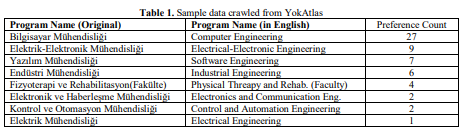 Table 1. Sample data crawled from YokAtlas
Program Name (Original) Program Name (in English) Preference Count
Bilgisayar Mühendisliği Computer Engineering 27
Elektrik-Elektronik Mühendisliği Electrical-Electronic Engineering 9
Yazılım Mühendisliği Software Engineering 7
Endüstri Mühendisliği Industrial Engineering 6
Fizyoterapi ve Rehabilitasyon(Fakülte) Physical Threapy and Rehab. (Faculty) 4
Elektronik ve Haberleşme Mühendisliği Electronics and Communication Eng. 2
Kontrol ve Otomasyon Mühendisliği Control and Automation Engineering 2
Elektrik Mühendisliği Electrical Engineering 1